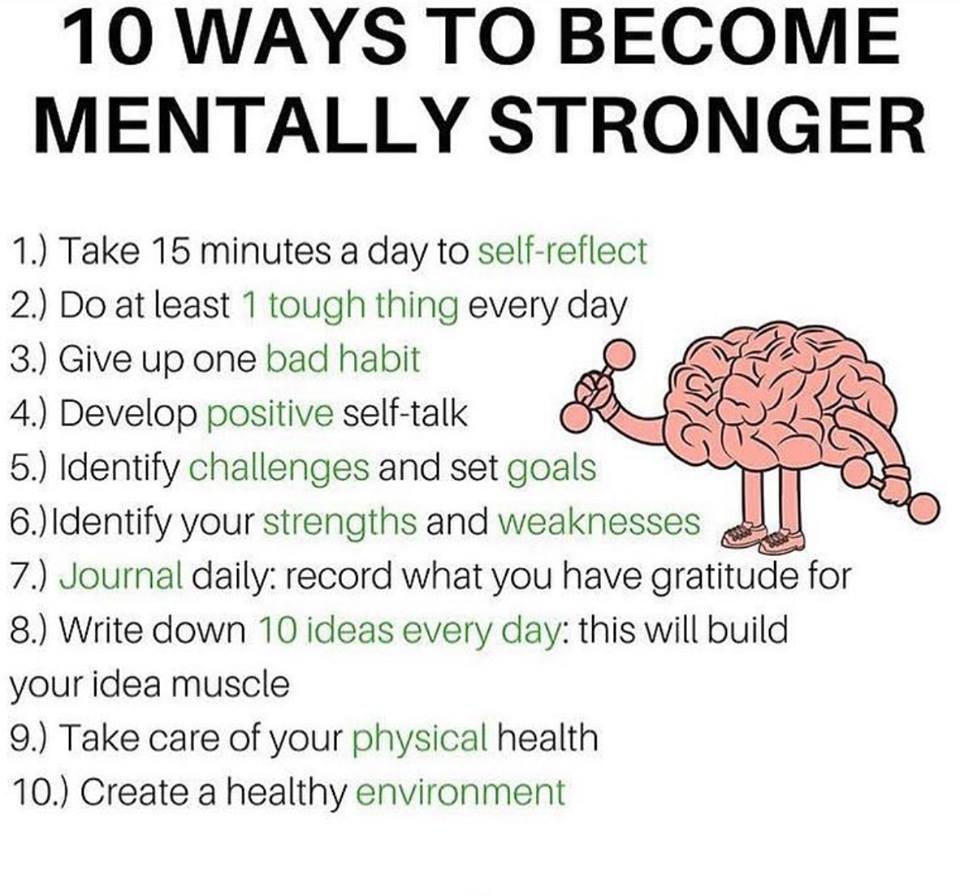 10 WAYS TO BECOME
MENTALLY STRONGER
1.) Take 15 minutes a day to self-reflect
2.) Do at least 1 tough thing every day
3.) Give up one bad habit
4.) Develop positive self-talk
5.) Identify challenges and set goals
6.)Identify your strengths and weaknesses
7.) Journal daily: record what you have gratitude for
8.) Write down 10 ideas every day: this will build
your idea muscle
9.) Take care of your physical health
10.) Create a healthy environment